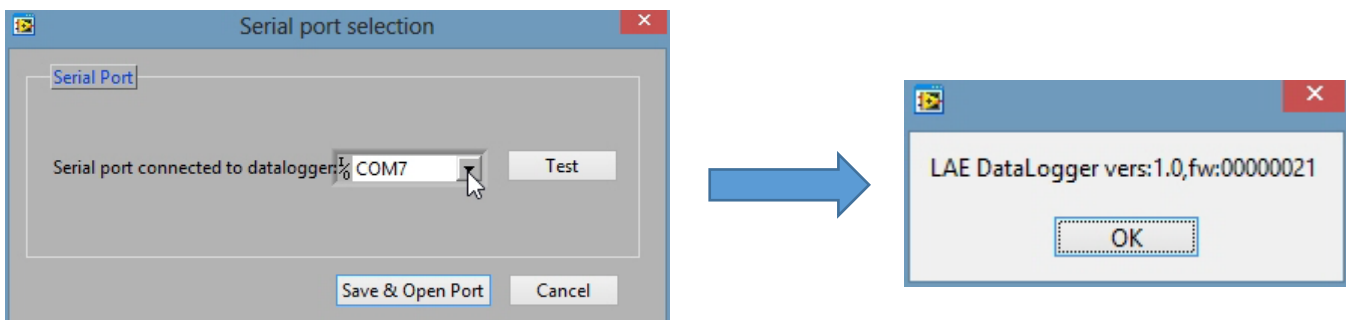 Serial port selection
Serial Port
Serial port connected to datalogger: I/O COM7 Test
Save & Open Port Cancel
LAE DataLogger vers:1.0,fw:00000021
OK